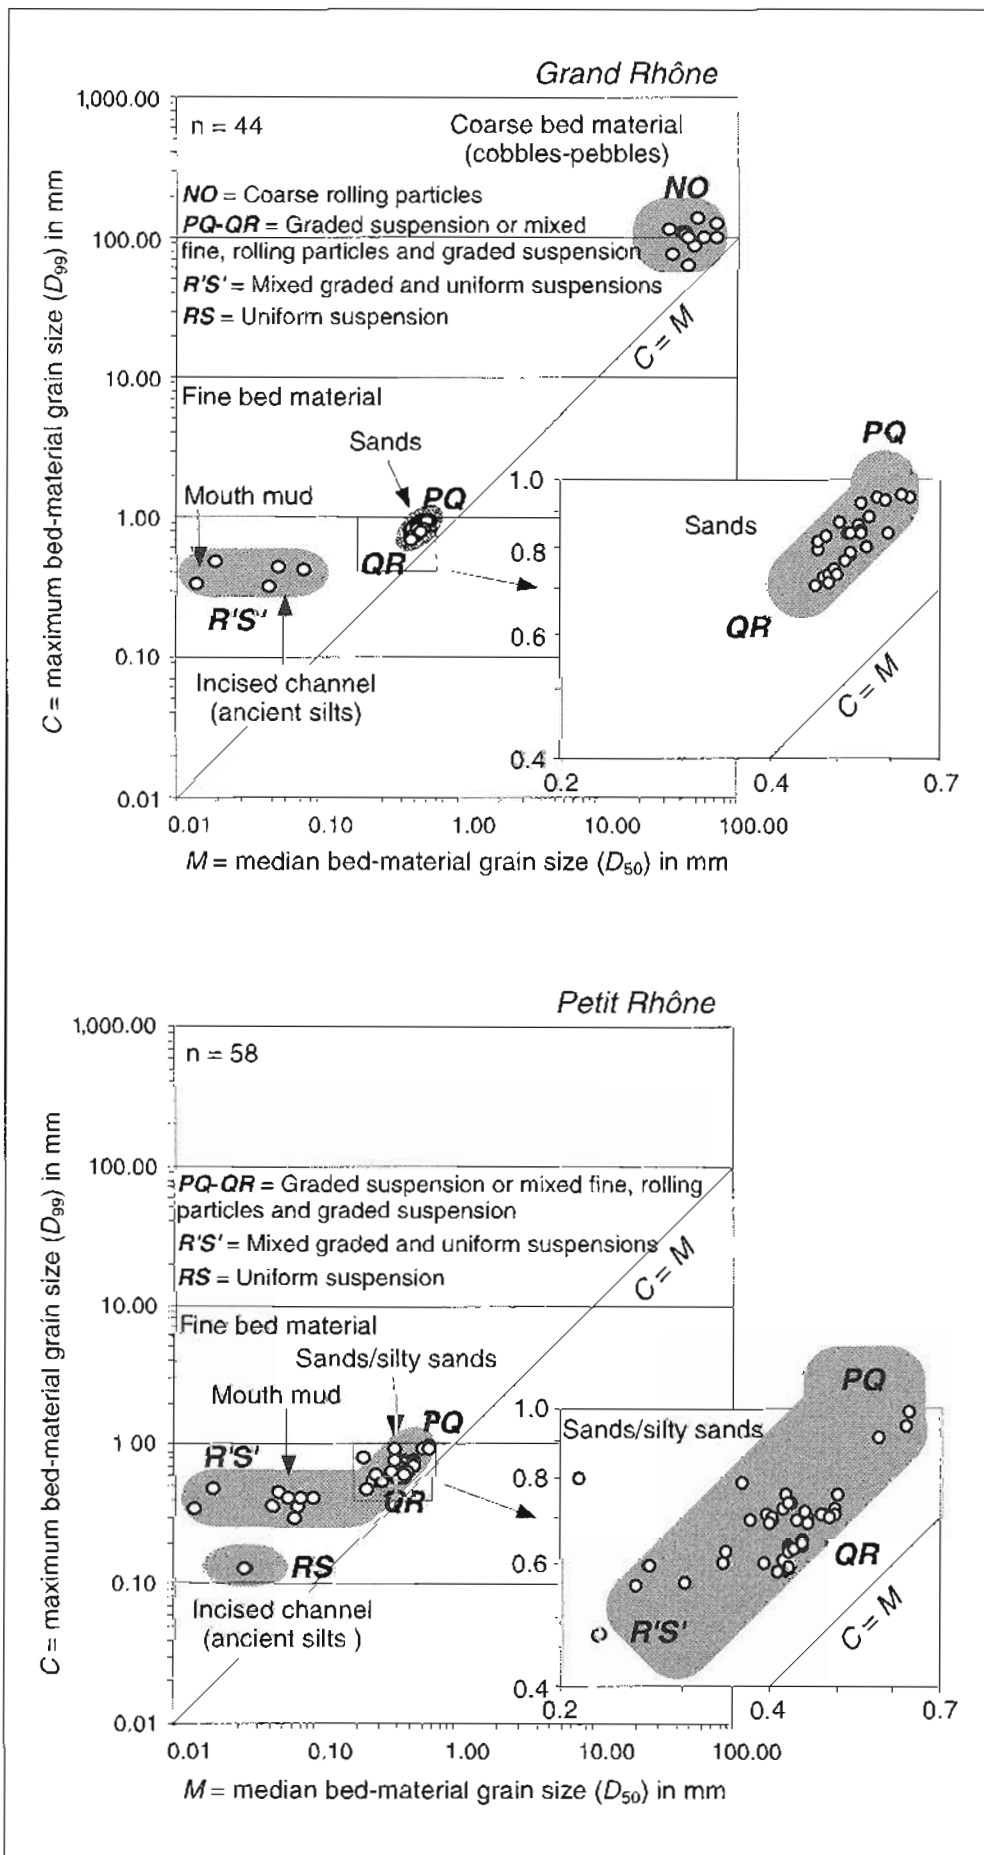 Grand Rhône
1,000.00
n = 44
Coarse bed material
(cobbles-pebbles)
NO = Coarse rolling particles
NO
PQ-QR = Graded suspension or mixed
100.00
fine, rolling particles and graded suspension
R'S' = Mixed graded and uniform suspensions
RS = Uniform suspension
C = M
10.00
Fine bed material
Sands
PQ
Mouth mud
PQ
1.0
1.00
Sands
QR
0.8
R'S'
QR
0.6
0.10
Incised channel
(ancient silts)
C = M
0.4
0.2
0.4
0.7
0.01
0.01
0.10
1.00
10.00
100.00
C = maximum bed-material grain size (D99) in mm
M = median bed-material grain size (D50) in mm
Petit Rhône
1,000.00
n = 58
100.00
PQ-QR = Graded suspension or mixed fine, rolling
particles and graded suspension
R'S' = Mixed graded and uniform suspensions
RS = Uniform suspension
C = M
10.00
Fine bed material
Sands/silty sands
Mouth mud
PQ
PQ
1.0
Sands/silty sands
1 00
R'S'
0.8
QR
QR
0.6
RS
0.10
Incised channel
(ancient silts )
R'S'
C = M
0.4
0.2
0.4
0.7
0.01
0.01
0.10
1.00
10.00
100.00
C = maximum bed-material grain size (D99) in mm
M = median bed-material grain size (D50) in mm